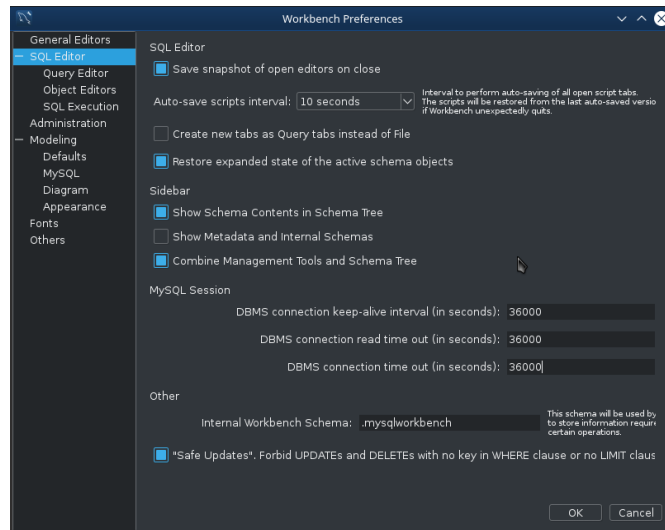 Workbench Preferences
General Editors
SQL Editor
Query Editor
Object Editors
SQL Execution
Administration
Modeling
Defaults
MySQL
Diagram
Appearance
Fonts
Others
SQL Editor
Save snapshot of open editors on close
Auto-save scripts interval: 10 seconds
Interval to perform auto-saving of all open script tabs.
The scripts will be restored from the last auto-saved versio
if Workbench unexpectedly quits.
Create new tabs as Query tabs instead of File
Restore expanded state of the active schema objects
Sidebar
Show Schema Contents in Schema Tree
Show Metadata and Internal Schemas
Combine Management Tools and Schema Tree
MySQL Session
DBMS connection keep-alive interval (in seconds): 36000
DBMS connection read time out (in seconds): 36000
DBMS connection time out (in seconds): 36000
Other
Internal Workbench Schema: .mysqlworkbench
This schema will be used by
to store information require
certain operations.
"Safe Updates". Forbid UPDATEs and DELETEs with no key in WHERE clause or no LIMIT claus
OK Cancel